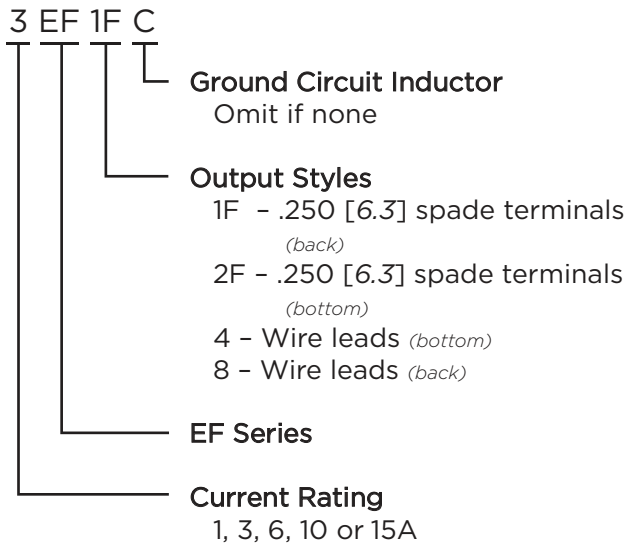 3 EF 1F C
Ground Circuit Inductor
Omit if none
Output Styles
1F – .250 [6.3] spade terminals
(back)
2F – .250 [6.3] spade terminals
(bottom)
4 – Wire leads (bottom)
8 – Wire leads (back)
EF Series
Current Rating
1, 3, 6, 10 or 15A